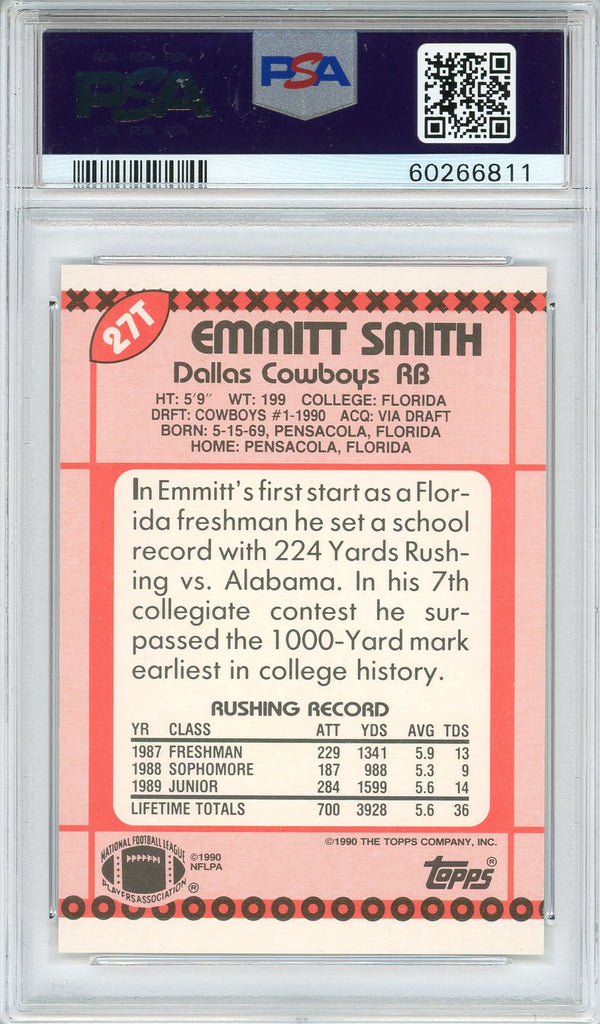 PSA PSA PSA
PSA
PSA PSA PSA
PSA
60266811
27T
EMMITT SMITH
Dallas Cowboys RB
HT: 5'9" WT: 199 COLLEGE: FLORIDA
DRFT: COWBOYS #1-1990 ACQ: VIA DRAFT
BORN: 5-15-69, PENSACOLA, FLORIDA
HOME: PENSACOLA, FLORIDA
In Emmitt's first start as a Flor-
ida freshman he set a school
record with 224 Yards Rush-
ing vs. Alabama. In his 7th
collegiate contest he sur-
passed the 1000-Yard mark
earliest in college history.
RUSHING RECORD
YR CLASS ATT YDS AVG TDS
1987 FRESHMAN 229 1341 5.9 13
1988 SOPHOMORE 187 988 5.3 9
1989 JUNIOR 284 1599 5.6 14
LIFETIME TOTALS 700 3928 5.6 36
NATIONAL FOOTBALL LEAGUE
PLAYERS ASSOCIATION ®
©1990
NFLPA
©1990 THE TOPPS COMPANY, INC.
Topps®